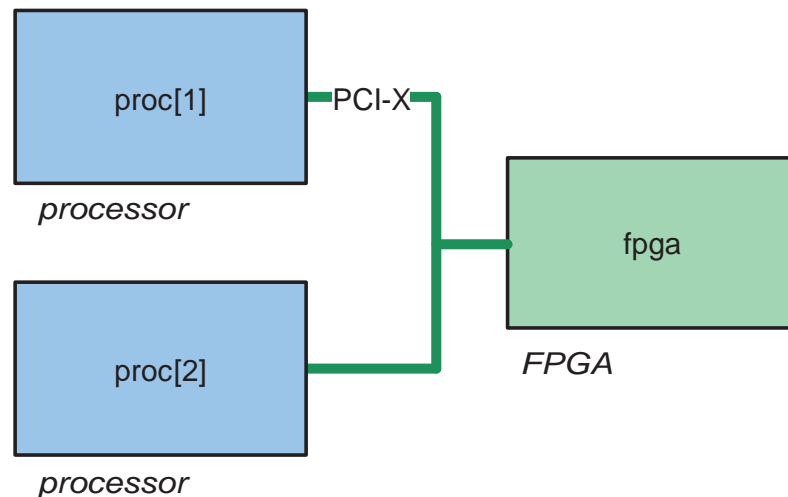 proc[1]
PCI-X
processor
fpga
FPGA
proc[2]
processor